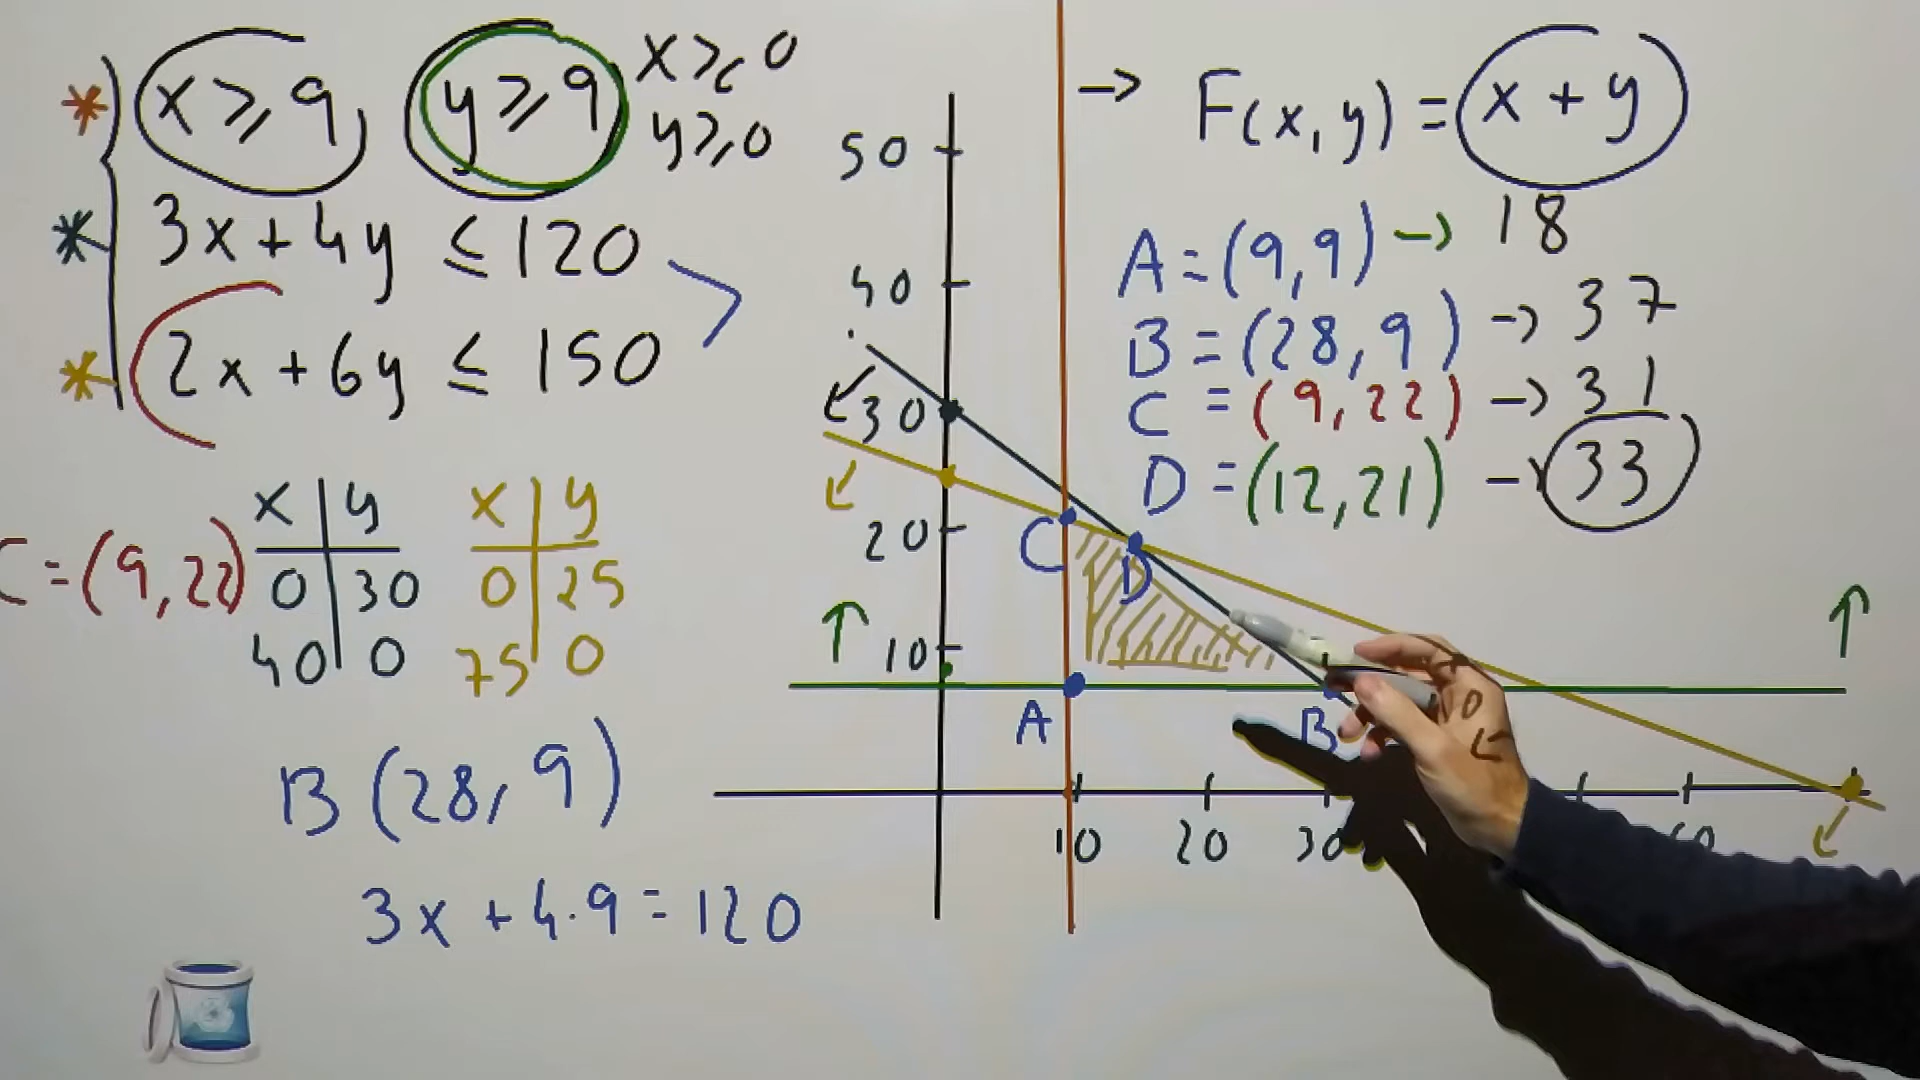 x ⩾ 9, y ⩾ 9 x ⩾ 0
y ⩾ 0
3x + 4y ≤ 120
2x + 6y ≤ 150
x y
0 30
40 0
x y
0 25
75 0
C = (9, 22)
B (28, 9)
3x + 4·9 = 120
50
40
30
20
10
10 20 30
A
B
C
D
→ F(x, y) = x + y
A = (9, 9) → 18
B = (28, 9) → 37
C = (9, 22) → 31
D = (12, 21) → 33